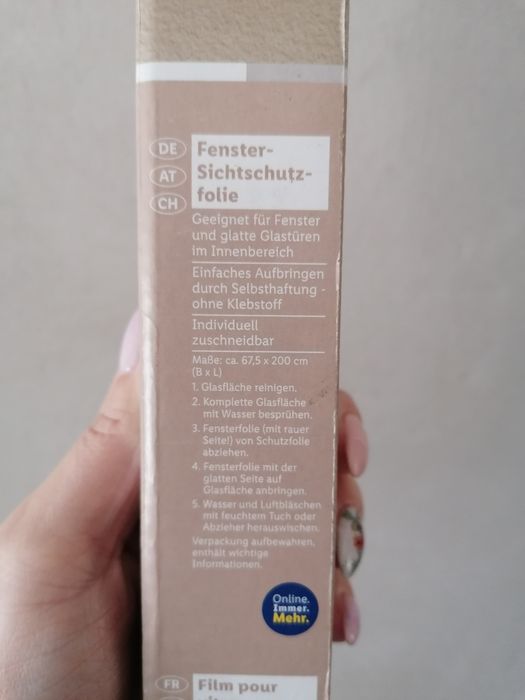 DE
AT
CH
Fenster-
Sichtschutz-
folie
Geeignet für Fenster
und glatte Glastüren
im Innenbereich
Einfaches Aufbringen
durch Selbsthaftung -
ohne Klebstoff
Individuell
zuschneidbar
Maße: ca. 67,5 x 200 cm
(B x L)
1. Glasfläche reinigen.
2. Komplette Glasfläche
mit Wasser besprühen.
3. Fensterfolie (mit rauer
Seite!) von Schutzfolie
abziehen.
4. Fensterfolie mit der
glatten Seite auf
Glasfläche anbringen.
5. Wasser und Luftbläschen
mit feuchtem Tuch oder
Abzieher herauswischen.
Verpackung aufbewahren,
enthält wichtige
Informationen.
Online.
Immer.
Mehr.
FR
Film pour